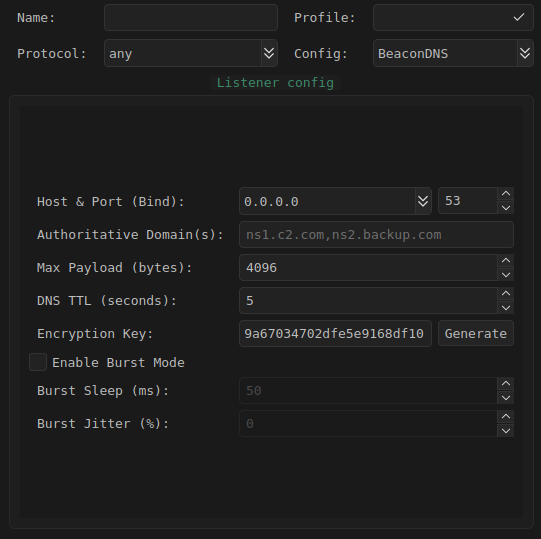 Name: Profile:
Protocol: any Config: BeaconDNS
Listener config
Host & Port (Bind): 0.0.0.0 53
Authoritative Domain(s): ns1.c2.com,ns2.backup.com
Max Payload (bytes): 4096
DNS TTL (seconds): 5
Encryption Key: 9a67034702dfe5e9168df10 Generate
Enable Burst Mode
Burst Sleep (ms): 50
Burst Jitter (%): 0